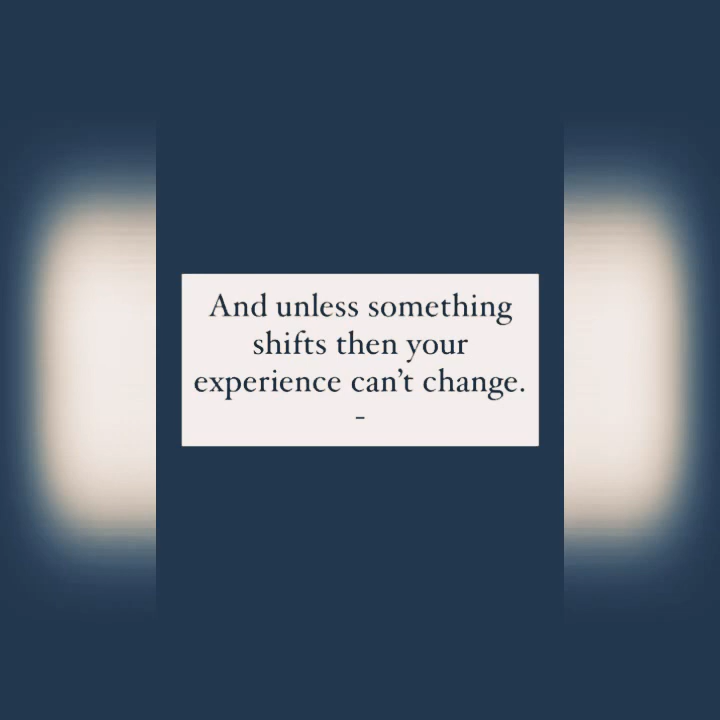 And unless something
shifts then your
experience can’t change.
-